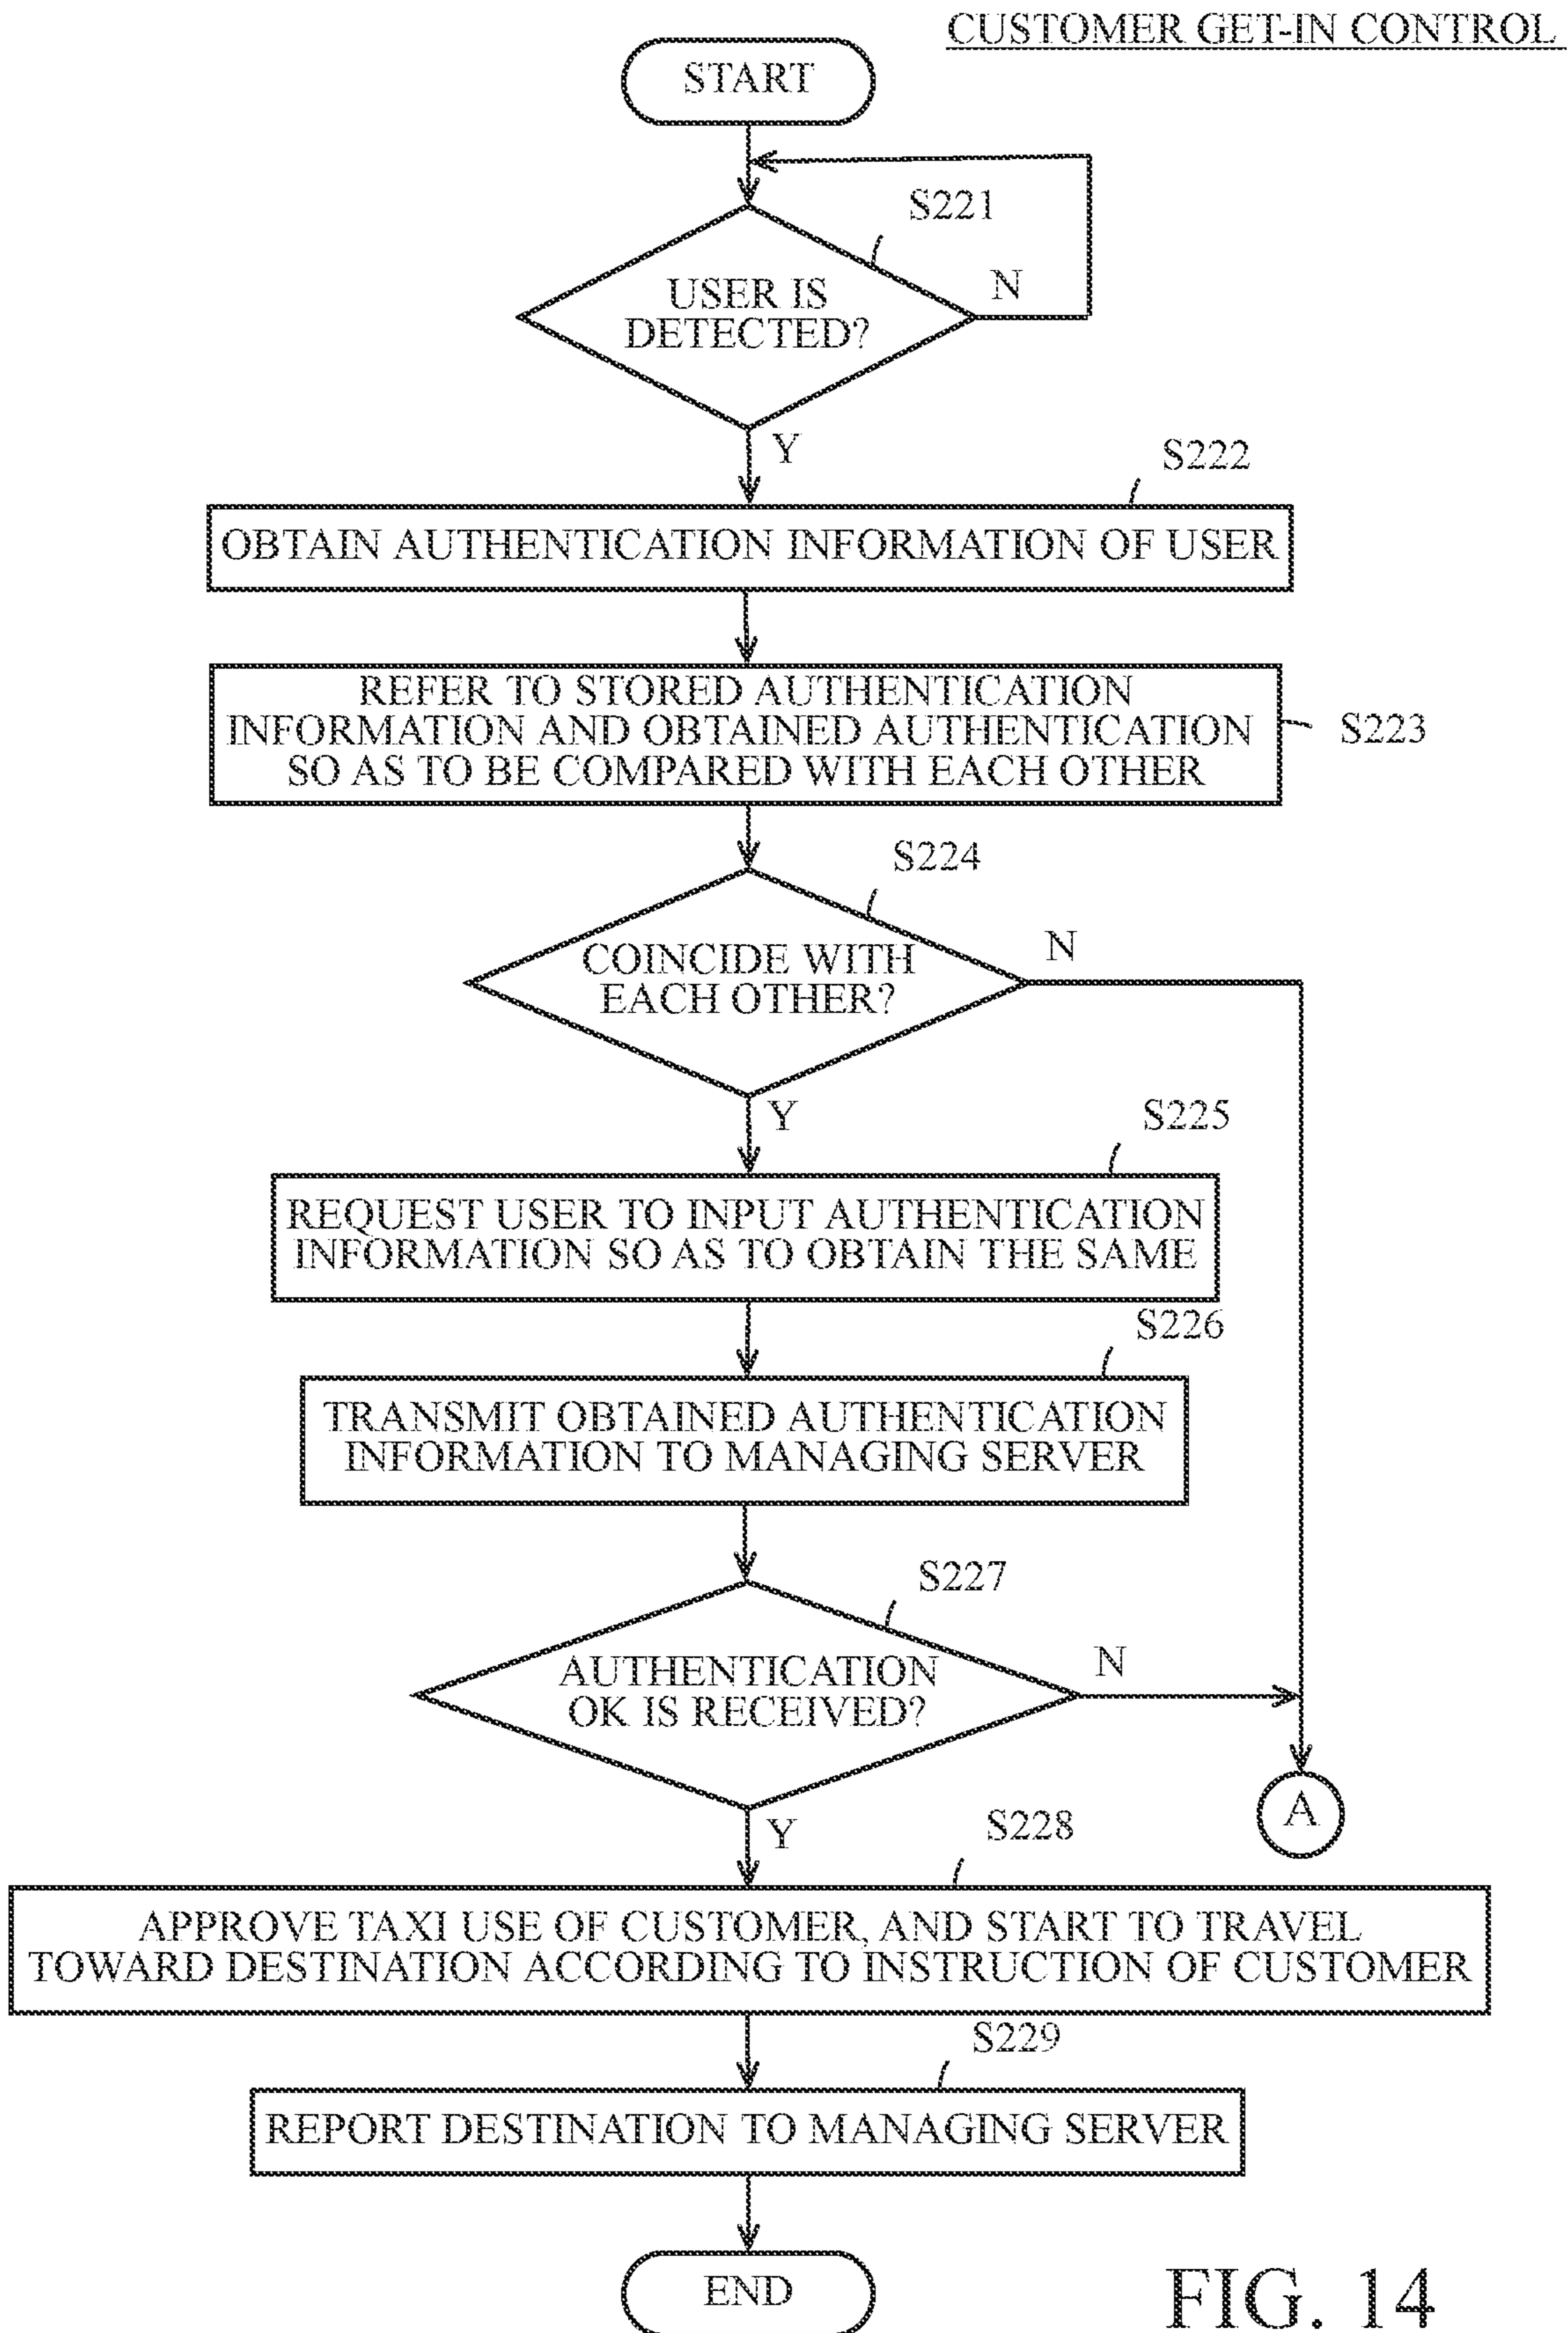 CUSTOMER GET-IN CONTROL
START
S221
USER IS
DETECTED?
N
Y
S222
OBTAIN AUTHENTICATION INFORMATION OF USER
REFER TO STORED AUTHENTICATION
INFORMATION AND OBTAINED AUTHENTICATION
SO AS TO BE COMPARED WITH EACH OTHER
S223
S224
COINCIDE WITH
EACH OTHER?
N
Y
S225
REQUEST USER TO INPUT AUTHENTICATION
INFORMATION SO AS TO OBTAIN THE SAME
S226
TRANSMIT OBTAINED AUTHENTICATION
INFORMATION TO MANAGING SERVER
S227
AUTHENTICATION
OK IS RECEIVED?
N
A
Y
S228
APPROVE TAXI USE OF CUSTOMER, AND START TO TRAVEL
TOWARD DESTINATION ACCORDING TO INSTRUCTION OF CUSTOMER
S229
REPORT DESTINATION TO MANAGING SERVER
END
FIG. 14